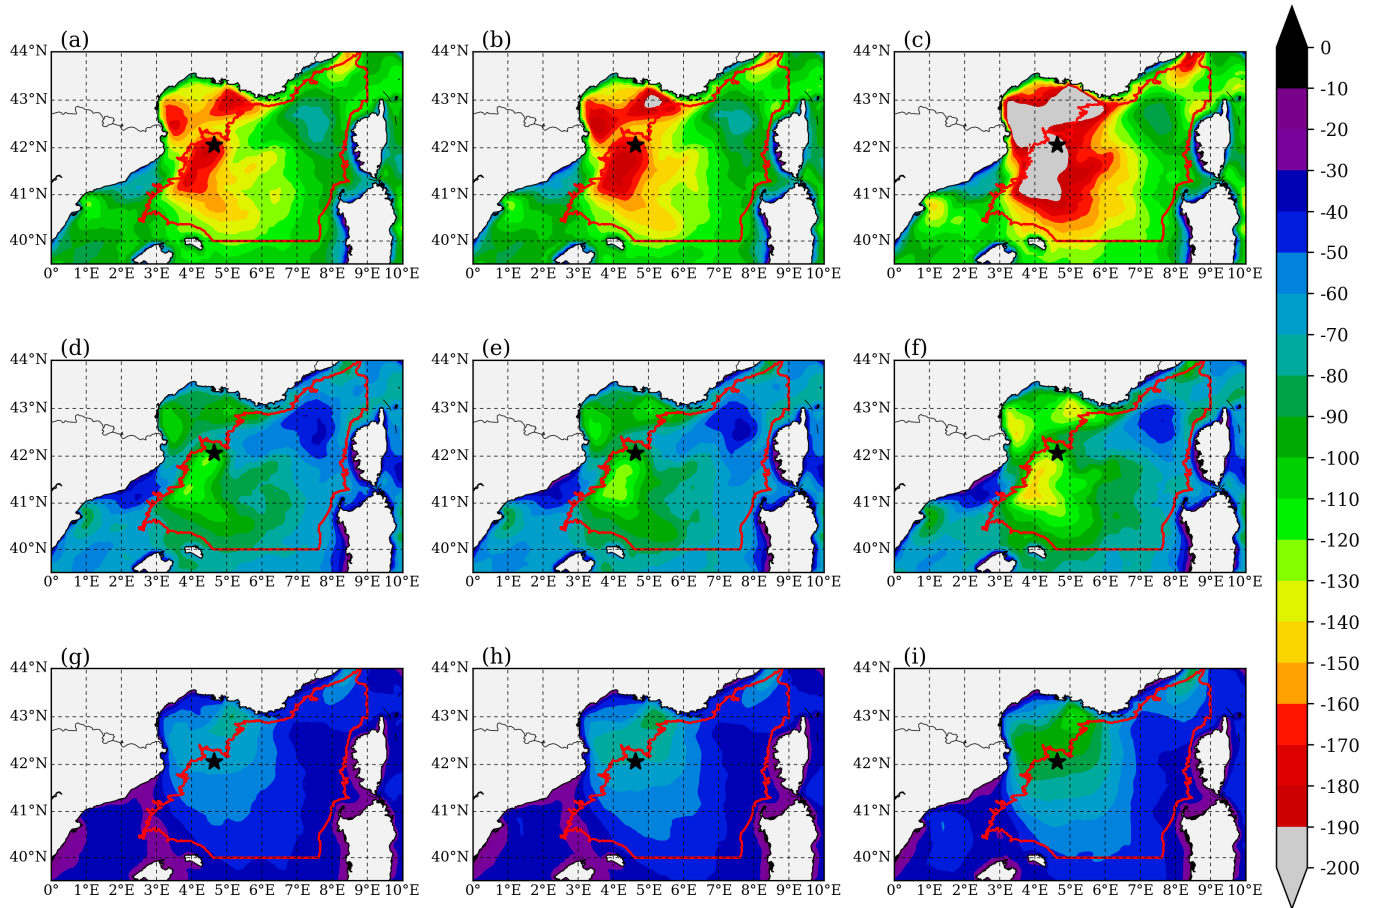 (a) (b) (c)
44°N 44°N 44°N 0
43°N 43°N 43°N -10
42°N 42°N 42°N -20
41°N 41°N 41°N -30
40°N 40°N 40°N -40
0° 1°E 2°E 3°E 4°E 5°E 6°E 7°E 8°E 9°E 10°E 0° 1°E 2°E 3°E 4°E 5°E 6°E 7°E 8°E 9°E 10°E 0° 1°E 2°E 3°E 4°E 5°E 6°E 7°E 8°E 9°E 10°E -50
(d) (e) (f) -60
44°N 44°N 44°N -70
43°N 43°N 43°N -80
42°N 42°N 42°N -90
41°N 41°N 41°N -100
40°N 40°N 40°N -110
0° 1°E 2°E 3°E 4°E 5°E 6°E 7°E 8°E 9°E 10°E 0° 1°E 2°E 3°E 4°E 5°E 6°E 7°E 8°E 9°E 10°E 0° 1°E 2°E 3°E 4°E 5°E 6°E 7°E 8°E 9°E 10°E -120
-130
(g) (h) (i) -140
44°N 44°N 44°N -150
43°N 43°N 43°N -160
42°N 42°N 42°N -170
41°N 41°N 41°N -180
40°N 40°N 40°N -190
0° 1°E 2°E 3°E 4°E 5°E 6°E 7°E 8°E 9°E 10°E 0° 1°E 2°E 3°E 4°E 5°E 6°E 7°E 8°E 9°E 10°E 0° 1°E 2°E 3°E 4°E 5°E 6°E 7°E 8°E 9°E 10°E -200